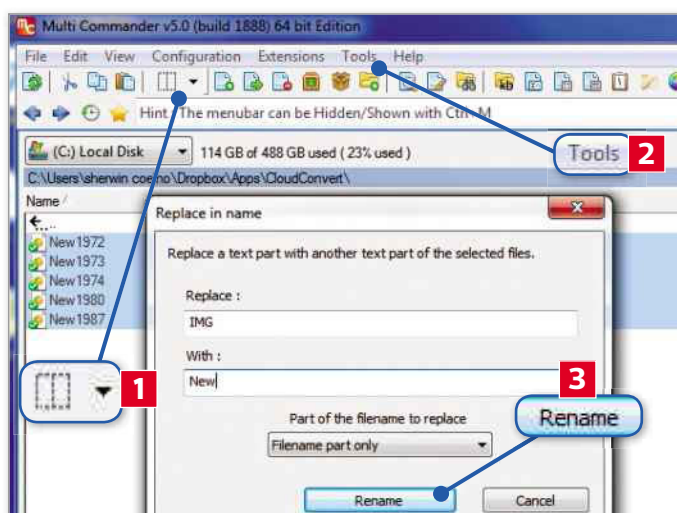 Multi Commander v5.0 (build 1888) 64 bit Edition
File Edit View Configuration Extensions Tools Help
Hint: The menubar can be Hidden/Shown with Ctrl+M
(C:) Local Disk 114 GB of 488 GB used ( 23% used )
Tools 2
C:\Users\sherwin coelho\Dropbox\Apps\CloudConvert\
Name
Replace in name
..
New1972
Replace a text part with another text part of the selected files.
New1973
New1974
Replace :
New1980
New1987
IMG
With :
1
3
New
Part of the filename to replace
Rename
Filename part only
Rename Cancel